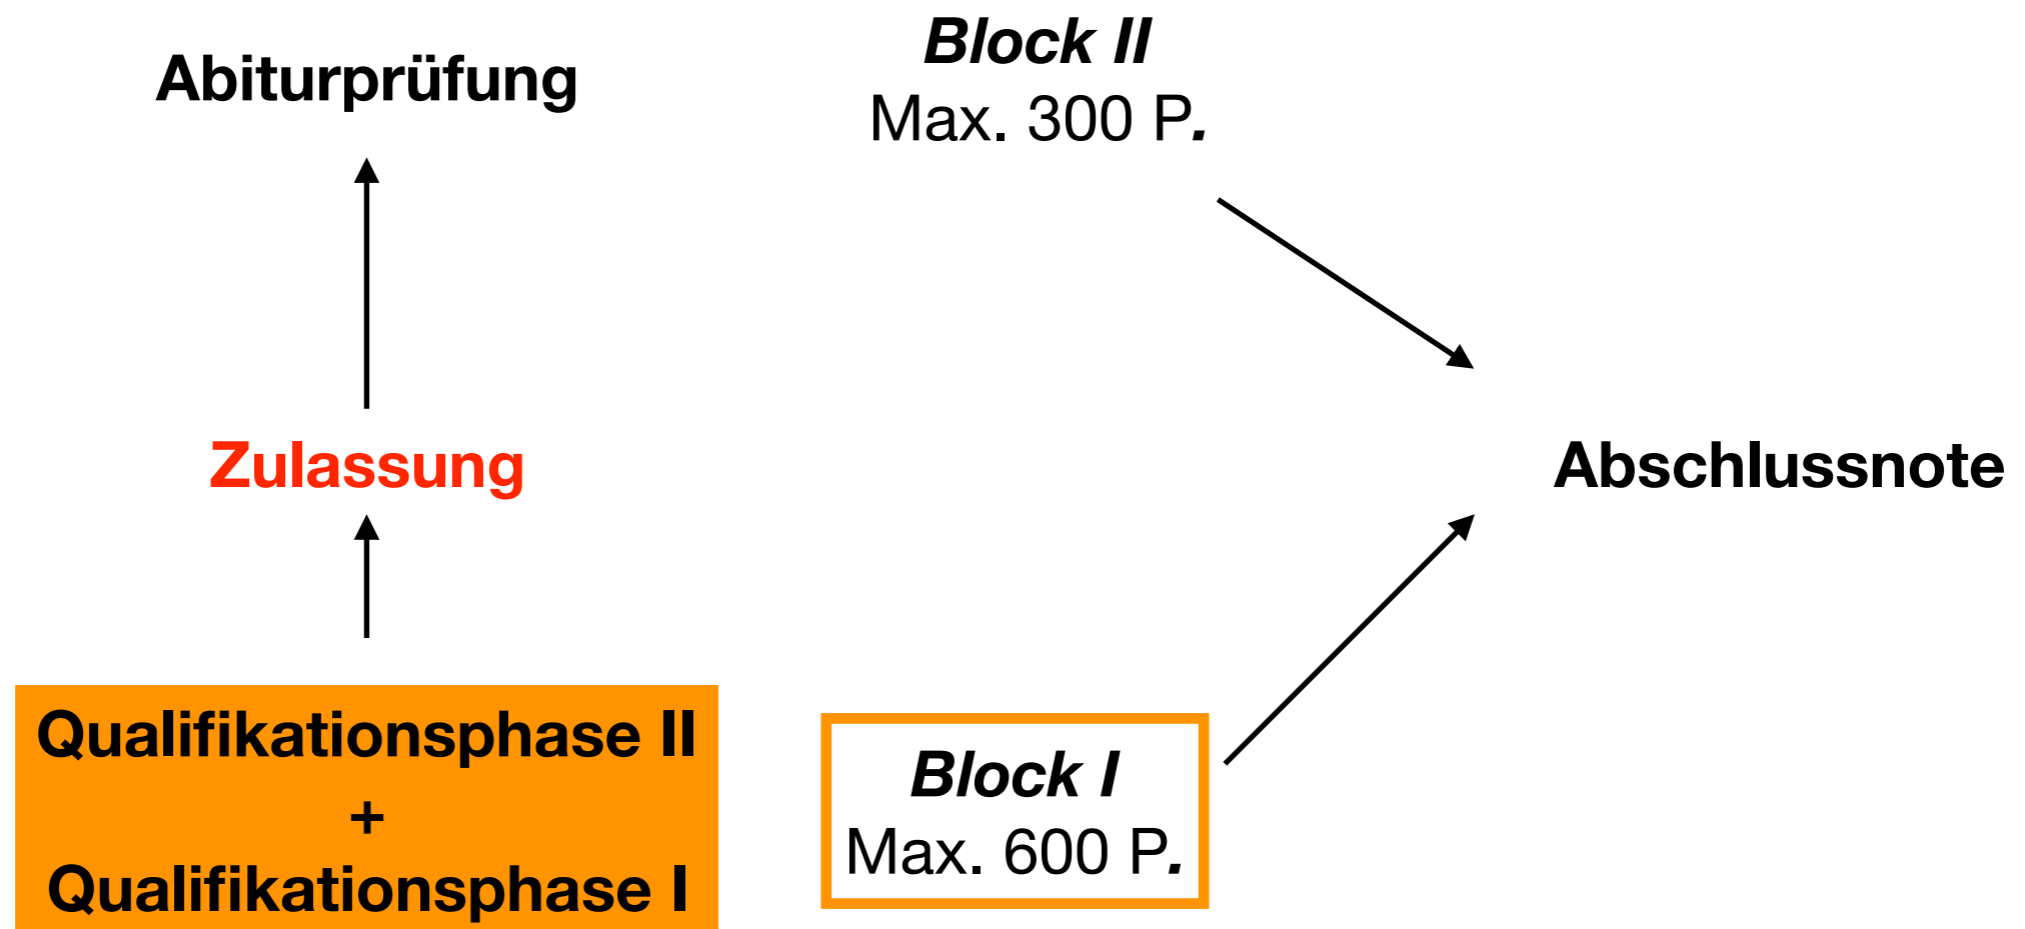 Abiturprüfung
Block II
Max. 300 P.
Zulassung
Abschlussnote
Qualifikationsphase II
+
Qualifikationsphase I
Block I
Max. 600 P.